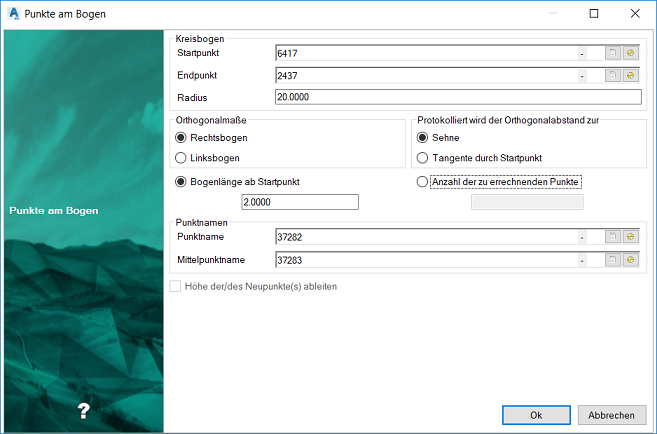 Punkte am Bogen
Punkte am Bogen
?
Kreisbogen
Startpunkt 6417 -
Endpunkt 2437 -
Radius 20.0000
Orthogonalmaße
Rechtsbogen
Linksbogen
Protokolliert wird der Orthogonalabstand zur
Sehne
Tangente durch Startpunkt
Bogenlänge ab Startpunkt
2.0000
Anzahl der zu errechnenden Punkte
Punktnamen
Punktname 37282 -
Mittelpunktname 37283 -
Höhe der/des Neupunkte(s) ableiten
Ok Abbrechen